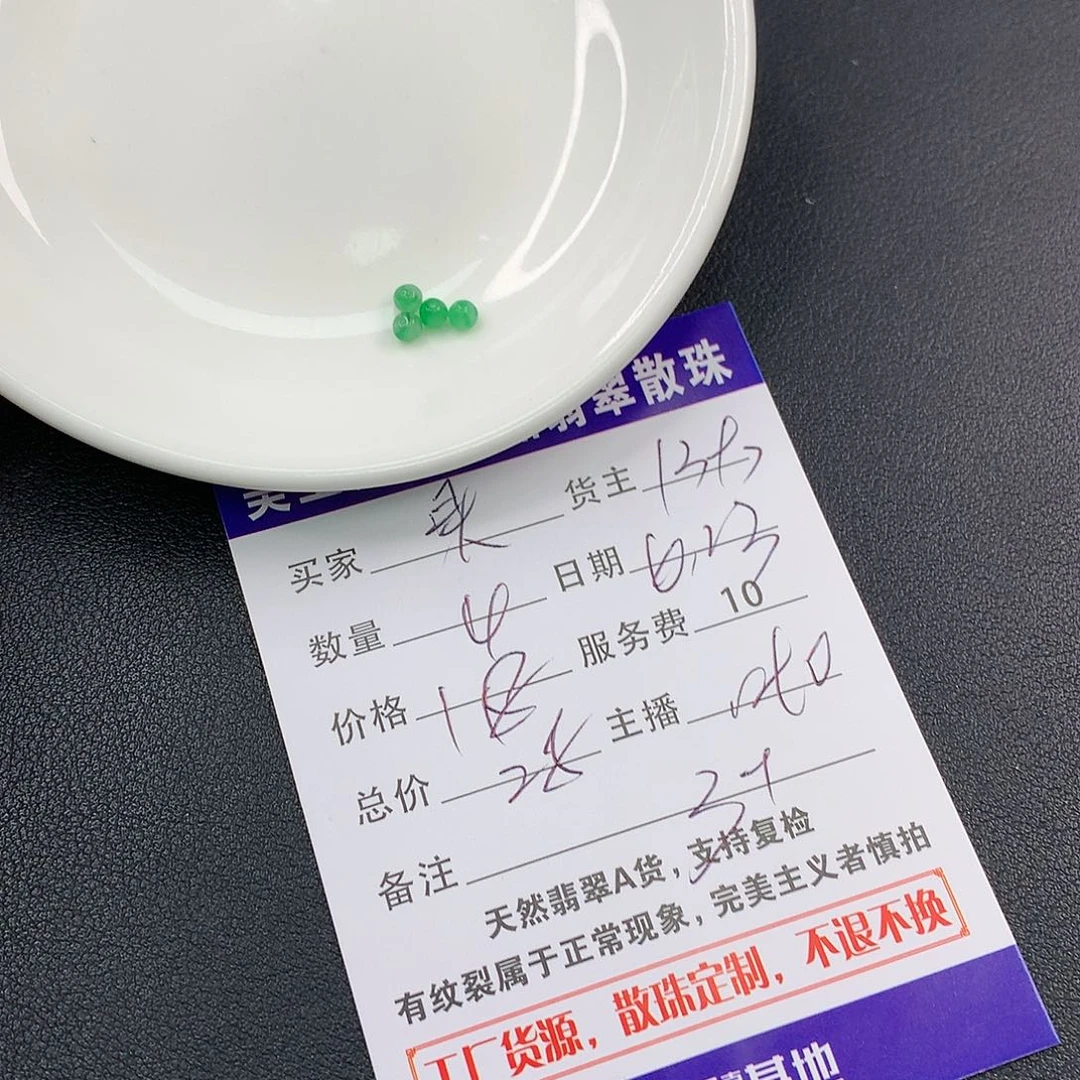 翡翠散珠
货主
买家
日期 6.13
数量 4
服务费 10
价格 18
主播
总价 28
备注
天然翡翠A货，支持复检
有纹裂属于正常现象，完美主义者慎拍
工厂货源，散珠定制，不退不换
基地